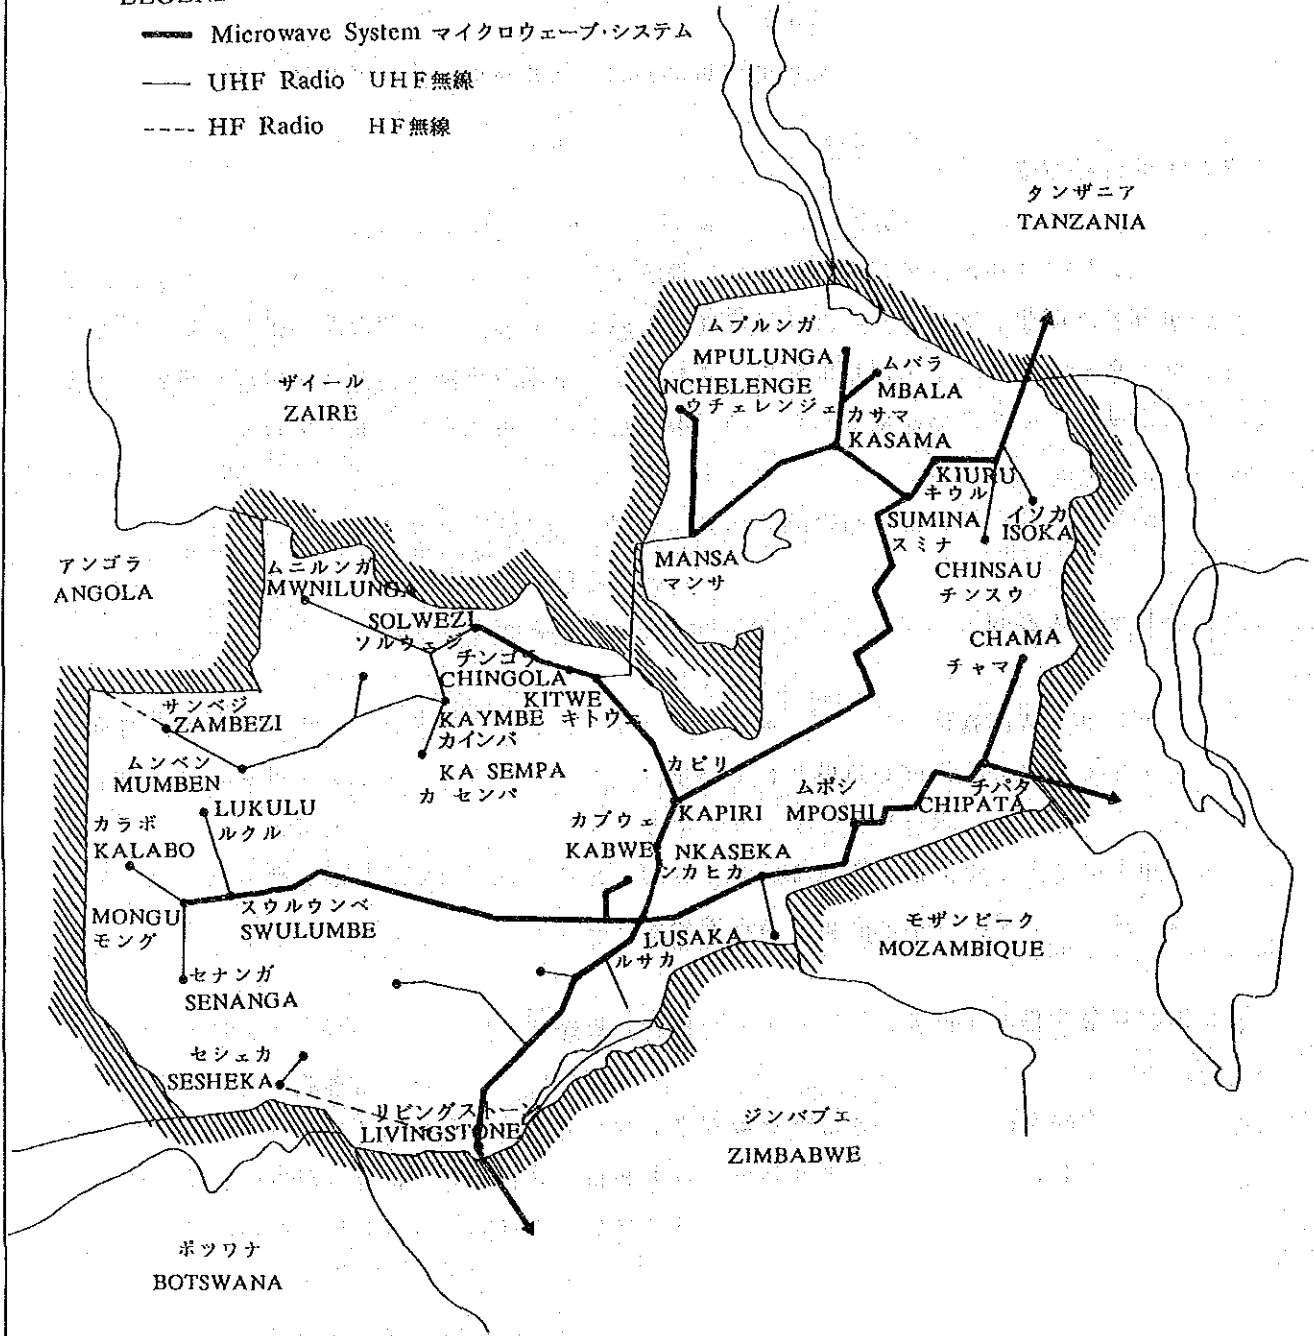 Microwave System マイクロウェーブ・システム
UHF Radio UHF無線
HF Radio HF無線
タンザニア
TANZANIA
ムプルンガ
MPULUNGA
ムバラ
MBALA
NCHELENGE
ウチェレンジェ
カサマ
KASAMA
ザイール
ZAIRE
KIURU
キウル
SUMINA
スミナ
イソカ
ISOKA
MANSA
マンサ
CHINSAU
チンスウ
アンゴラ
ANGOLA
ムニルンガ
MWNILUNGA
SOLWEZI
ソルウェジ
CHAMA
チャマ
チンゴラ
CHINGOLA
KITWE
キトウェ
サンベジ
ZAMBEZI
KAYMBE
カインバ
ムンベン
MUMBEN
KA SEMPA
カ センパ
カピリ
KAPIRI
ムポシ
MPOSHI
チパタ
CHIPATA
LUKULU
ルクル
カラボ
KALABO
カブウェ
KABWE
NKASEKA
ンカヒカ
MONGU
モング
スウルウンベ
SWULUMBE
LUSAKA
ルサカ
モザンビーク
MOZAMBIQUE
セナンガ
SENANGA
セシェカ
SESHEKA
リビングストーン
LIVINGSTONE
ジンバブエ
ZIMBABWE
ボツワナ
BOTSWANA